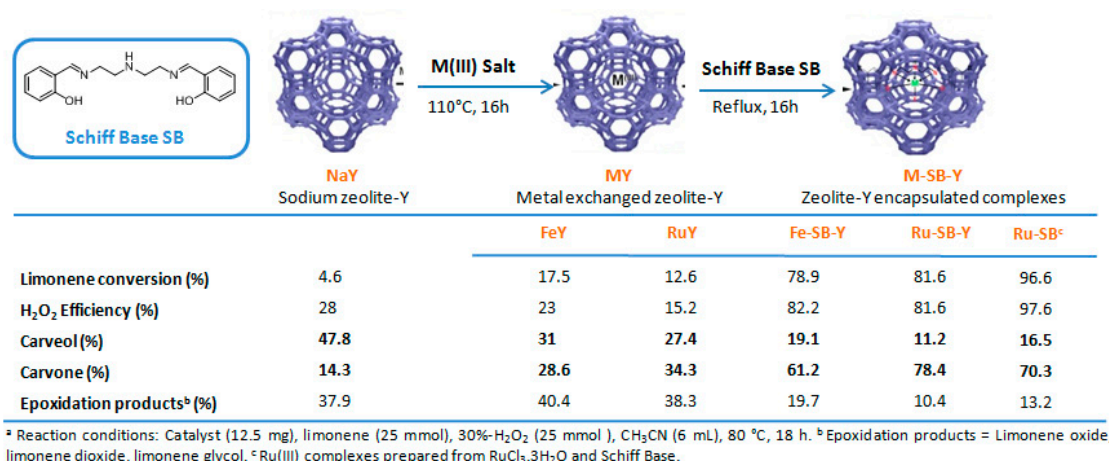 N
N
H
N
OH
HO
Schiff Base SB
M(III) Salt
110°C, 16h
M(III)
Schiff Base SB
Reflux, 16h
NaY
Sodium zeolite-Y
MY
Metal exchanged zeolite-Y
M-SB-Y
Zeolite-Y encapsulated complexes
FeY RuY Fe-SB-Y Ru-SB-Y Ru-SBᶜ
Limonene conversion (%) 4.6 17.5 12.6 78.9 81.6 96.6
H₂O₂ Efficiency (%) 28 23 15.2 82.2 81.6 97.6
Carveol (%) 47.8 31 27.4 19.1 11.2 16.5
Carvone (%) 14.3 28.6 34.3 61.2 78.4 70.3
Epoxidation productsᵇ (%) 37.9 40.4 38.3 19.7 10.4 13.2
ᵃ Reaction conditions: Catalyst (12.5 mg), limonene (25 mmol), 30%-H₂O₂ (25 mmol ), CH₃CN (6 mL), 80 °C, 18 h. ᵇ Epoxidation products = Limonene oxide
limonene dioxide, limonene glycol. ᶜ Ru(III) complexes prepared from RuCl₃.3H₂O and Schiff Base.